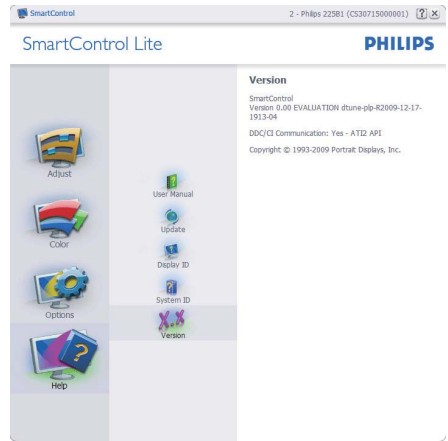 SmartControl
2 - Philips 225B1 (CS30715000001)
? X
SmartControl Lite
PHILIPS
Adjust
Color
Options
?
Help
?
User Manual
Update
Display ID
?
System ID
X.X
Version
Version
SmartControl
Version 0.00 EVALUATION dtune-plp-R2009-12-17-
1913-04
DDC/CI Communication: Yes - ATI2 API
Copyright © 1993-2009 Portrait Displays, Inc.